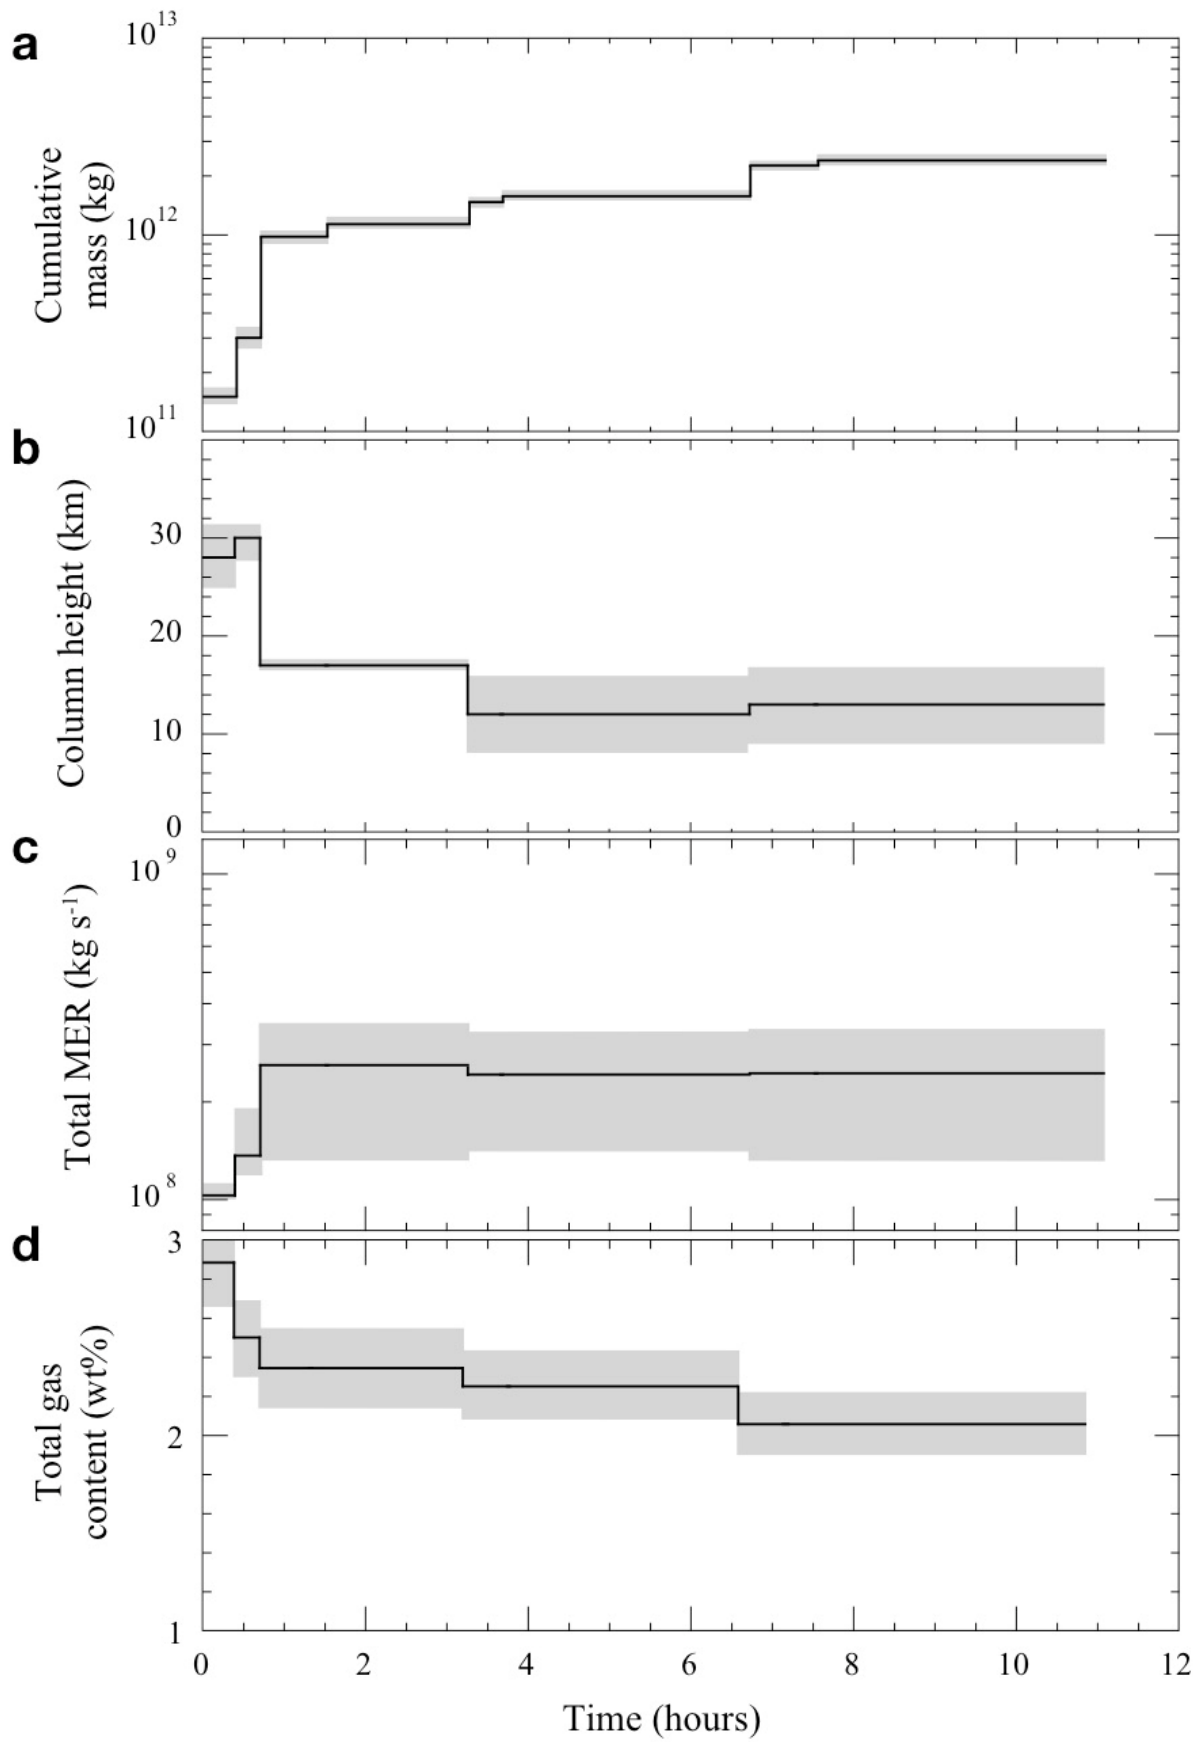 a
10^13
Cumulative
mass (kg)
10^12
10^11
b
Column height (km)
30
20
10
0
c
10^9
Total MER (kg s^-1)
10^8
d
3
Total gas
content (wt%)
2
1
0 2 4 6 8 10 12
Time (hours)